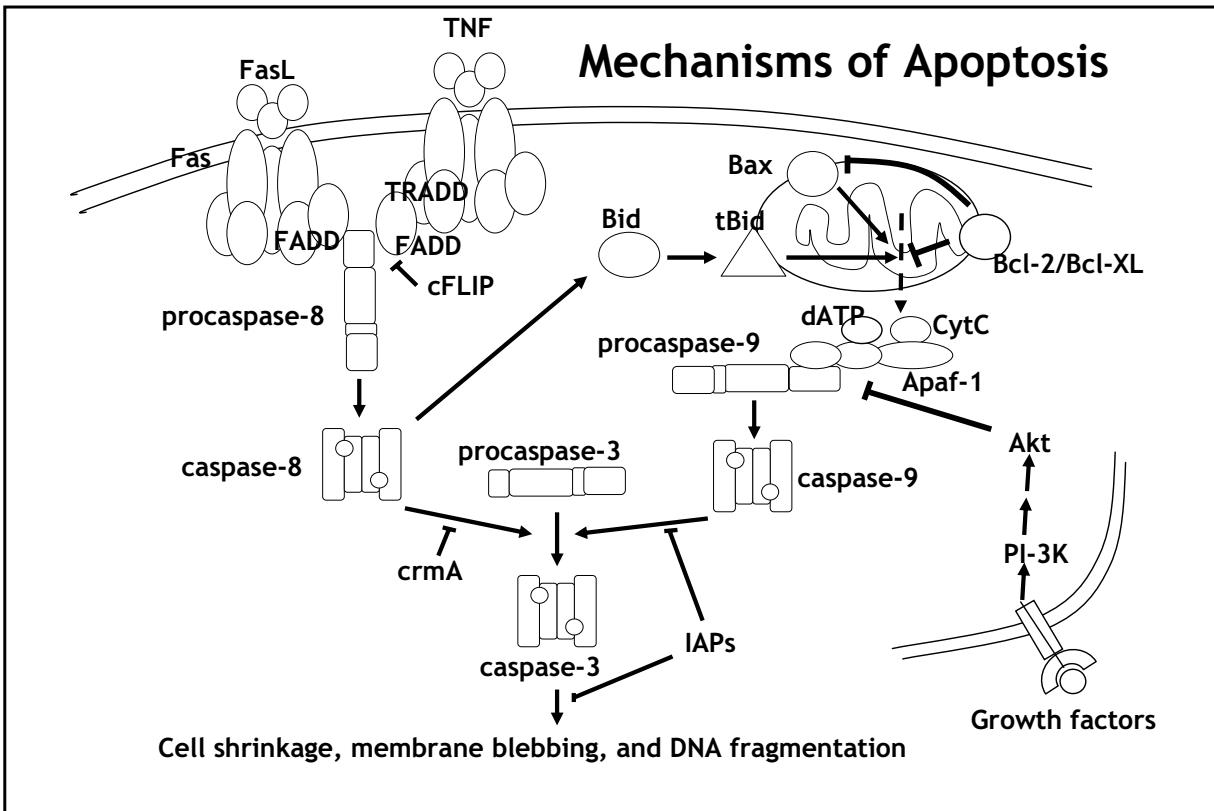 TNF
Mechanisms of Apoptosis
FasL
Fas
Bax
TRADD
Bid
tBid
FADD
FADD
Bcl-2/Bcl-XL
cFLIP
procaspase-8
dATP
CytC
procaspase-9
Apaf-1
Akt
procaspase-3
caspase-8
caspase-9
PI-3K
crmA
IAPs
caspase-3
Growth factors
Cell shrinkage, membrane blebbing, and DNA fragmentation